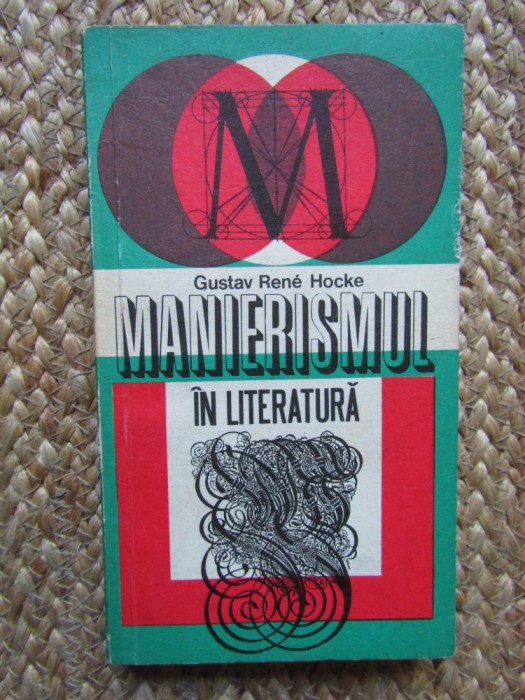 M
Gustav René Hocke
MANIERISMUL
ÎN LITERATURĂ